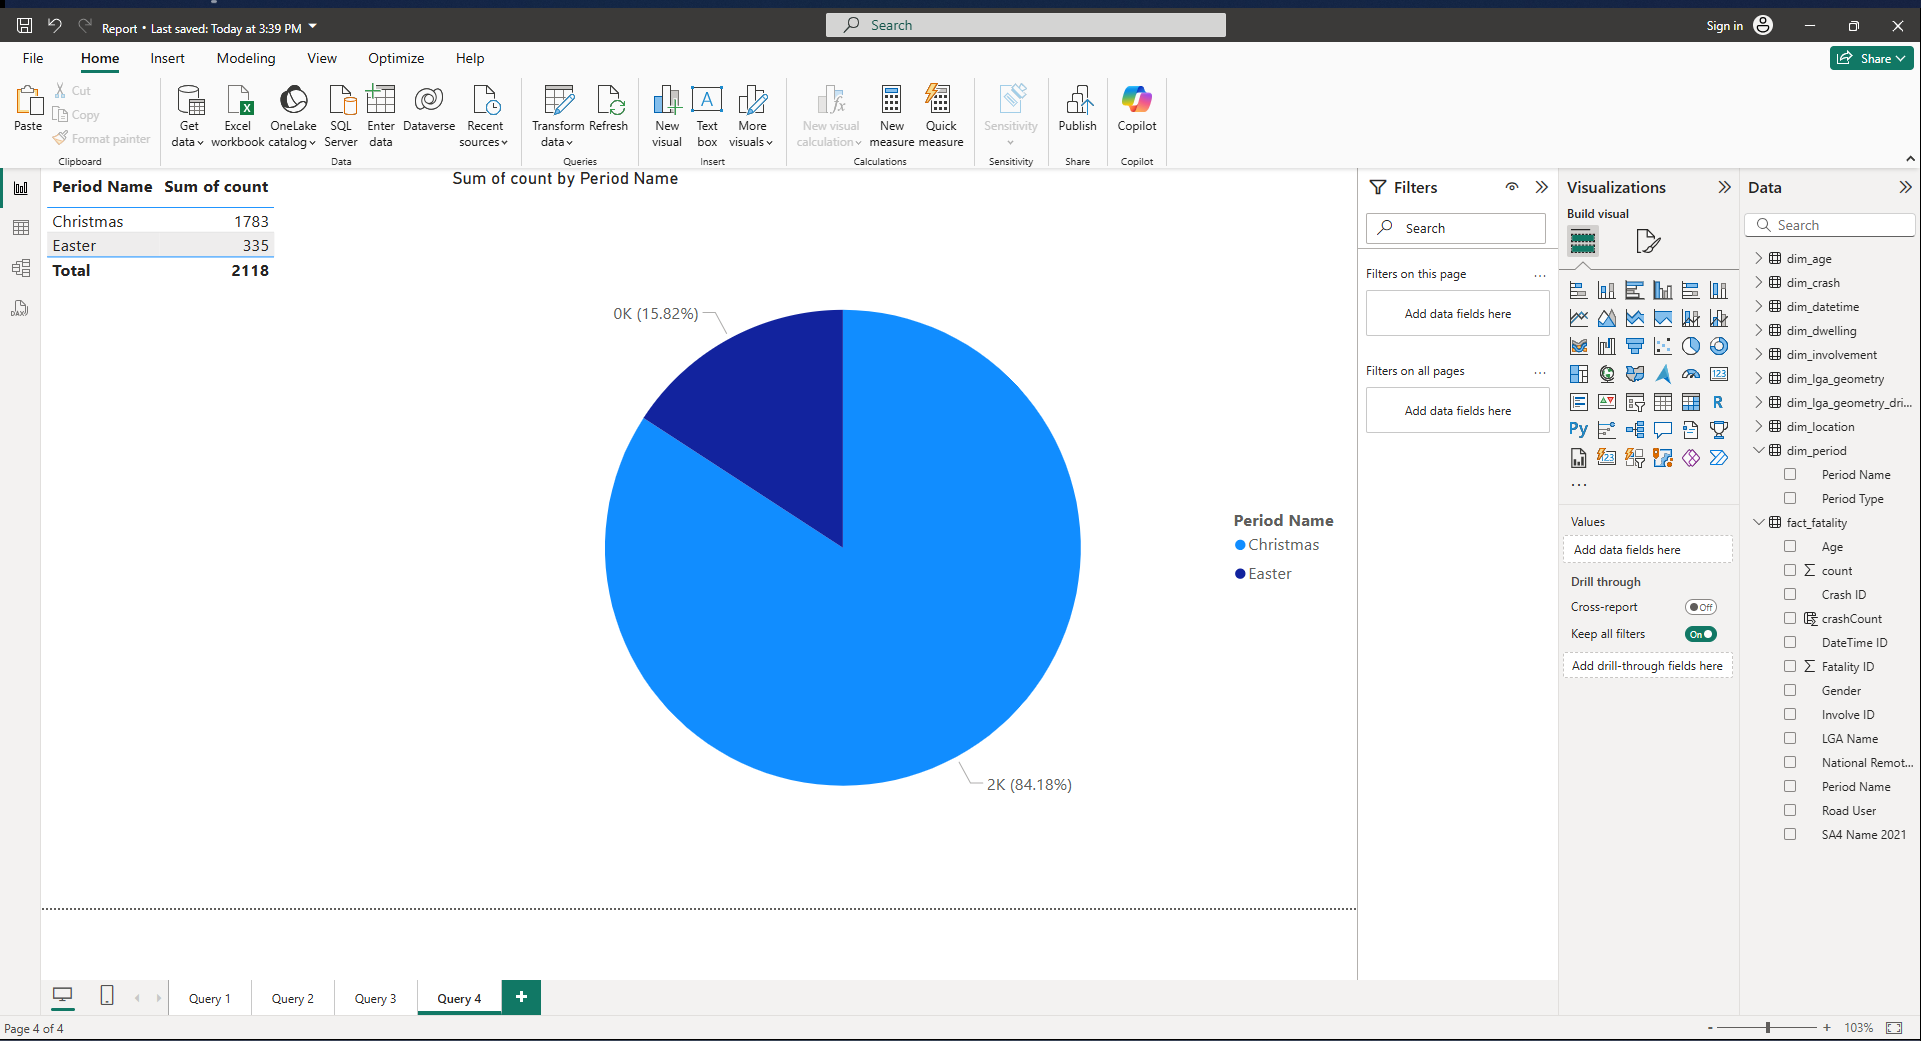 Report • Last saved: Today at 3:39 PM
Search
Sign in
File Home Insert Modeling View Optimize Help
Share
Paste
Cut
Copy
Format painter
Clipboard
Get data
Excel workbook
OneLake catalog
SQL Server
Enter data
Dataverse
Recent sources
Data
Transform data
Refresh
Queries
New visual
Text box
More visuals
Insert
New visual calculation
New measure
Quick measure
Calculations
Sensitivity
Sensitivity
Publish
Share
Copilot
Copilot
Period Name Sum of count
Christmas 1783
Easter 335
Total 2118
Sum of count by Period Name
0K (15.82%)
2K (84.18%)
Period Name
Christmas
Easter
Filters
Search
Filters on this page
...
Add data fields here
Filters on all pages
...
Add data fields here
Visualizations
Build visual
123
R
Py
123
...
Values
Add data fields here
Drill through
Cross-report Off
Keep all filters On
Add drill-through fields here
Data
Search
dim_age
dim_crash
dim_datetime
dim_dwelling
dim_involvement
dim_lga_geometry
dim_lga_geometry_dri...
dim_location
dim_period
Period Name
Period Type
fact_fatality
Age
count
Crash ID
crashCount
DateTime ID
Fatality ID
Gender
Involve ID
LGA Name
National Remot...
Period Name
Road User
SA4 Name 2021
DAX
Query 1 Query 2 Query 3 Query 4 +
Page 4 of 4
- + 103%